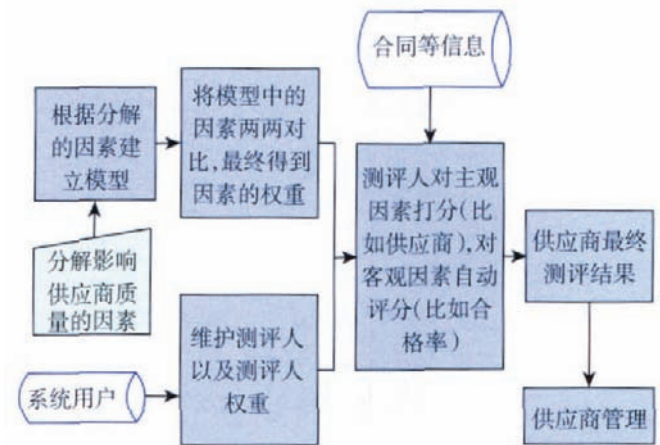 合同等信息
根据分解
的因素建
立模型
将模型中的
因素两两对
比,最终得到
因素的权重
分解影响
供应商质
量的因素
系统用户
维护测评人
以及测评人
权重
测评人对主观
因素打分(比
如供应商),对
客观因素自动
评分(比如合
格率)
供应商最终
测评结果
供应商管理